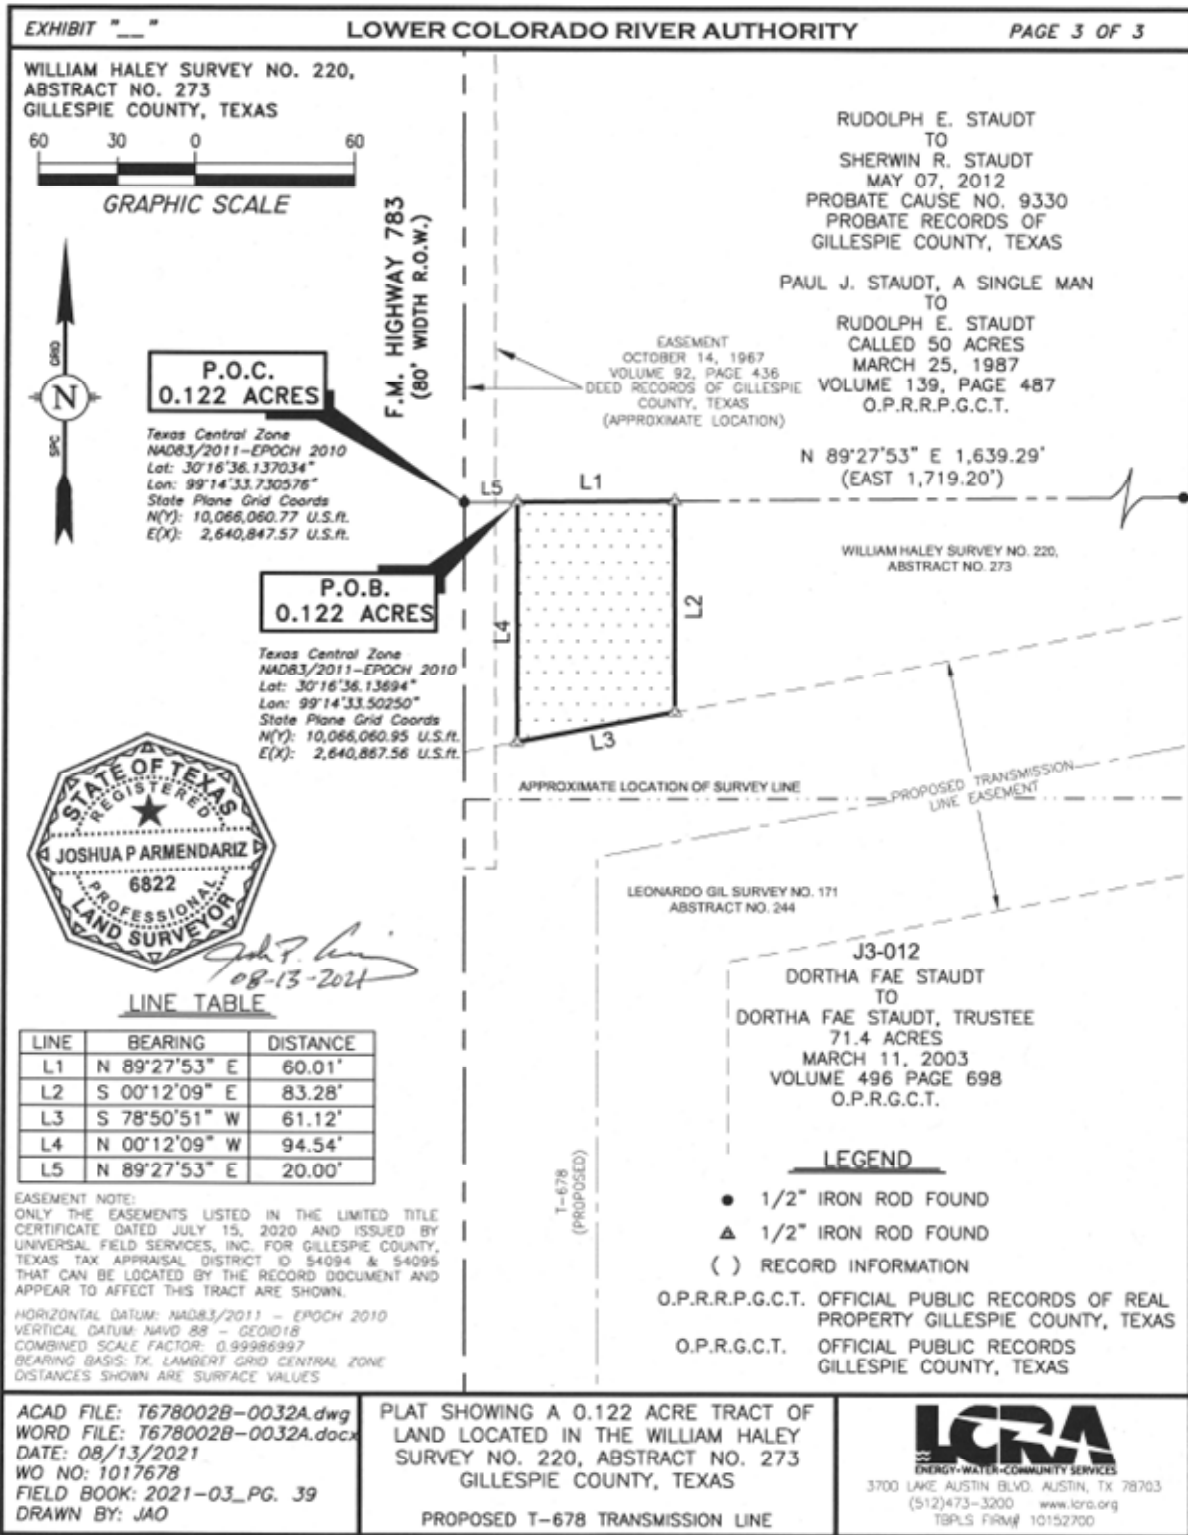 EXHIBIT "__"
LOWER COLORADO RIVER AUTHORITY
PAGE 3 OF 3
WILLIAM HALEY SURVEY NO. 220,
ABSTRACT NO. 273
GILLESPIE COUNTY, TEXAS
60 30 0 60
GRAPHIC SCALE
GRID
N
SPC
F.M. HIGHWAY 783
(80' WIDTH R.O.W.)
RUDOLPH E. STAUDT
TO
SHERWIN R. STAUDT
MAY 07, 2012
PROBATE CAUSE NO. 9330
PROBATE RECORDS OF
GILLESPIE COUNTY, TEXAS
PAUL J. STAUDT, A SINGLE MAN
TO
RUDOLPH E. STAUDT
CALLED 50 ACRES
MARCH 25, 1987
VOLUME 139, PAGE 487
O.P.R.R.P.G.C.T.
EASEMENT
OCTOBER 14, 1967
VOLUME 92, PAGE 436
DEED RECORDS OF GILLESPIE
COUNTY, TEXAS
(APPROXIMATE LOCATION)
P.O.C.
0.122 ACRES
Texas Central Zone
NAD83/2011-EPOCH 2010
Lat: 30°16'36.137034"
Lon: 99°14'33.730576"
State Plane Grid Coords
N(Y): 10,066,060.77 U.S.ft.
E(X): 2,640,847.57 U.S.ft.
N 89°27'53" E 1,639.29'
(EAST 1,719.20')
L5
L1
L2
L3
L4
WILLIAM HALEY SURVEY NO. 220,
ABSTRACT NO. 273
P.O.B.
0.122 ACRES
Texas Central Zone
NAD83/2011-EPOCH 2010
Lat: 30°16'36.13694"
Lon: 99°14'33.50250"
State Plane Grid Coords
N(Y): 10,066,060.95 U.S.ft.
E(X): 2,640,867.56 U.S.ft.
APPROXIMATE LOCATION OF SURVEY LINE
PROPOSED TRANSMISSION
LINE EASEMENT
LEONARDO GIL SURVEY NO. 171
ABSTRACT NO. 244
STATE OF TEXAS
REGISTERED
JOSHUA P ARMENDARIZ
6822
PROFESSIONAL
LAND SURVEYOR
08-13-2021
J3-012
DORTHA FAE STAUDT
TO
DORTHA FAE STAUDT, TRUSTEE
71.4 ACRES
MARCH 11, 2003
VOLUME 496 PAGE 698
O.P.R.G.C.T.
T-678
(PROPOSED)
LINE TABLE
LINE BEARING DISTANCE
L1 N 89°27'53" E 60.01'
L2 S 00°12'09" E 83.28'
L3 S 78°50'51" W 61.12'
L4 N 00°12'09" W 94.54'
L5 N 89°27'53" E 20.00'
EASEMENT NOTE:
ONLY THE EASEMENTS LISTED IN THE LIMITED TITLE
CERTIFICATE DATED JULY 15, 2020 AND ISSUED BY
UNIVERSAL FIELD SERVICES, INC. FOR GILLESPIE COUNTY,
TEXAS TAX APPRAISAL DISTRICT ID 54094 & 54095
THAT CAN BE LOCATED BY THE RECORD DOCUMENT AND
APPEAR TO AFFECT THIS TRACT ARE SHOWN.
HORIZONTAL DATUM: NAD83/2011 - EPOCH 2010
VERTICAL DATUM: NAVD 88 - GEOID18
COMBINED SCALE FACTOR: 0.99986997
BEARING BASIS: TX. LAMBERT GRID CENTRAL ZONE
DISTANCES SHOWN ARE SURFACE VALUES
LEGEND
1/2" IRON ROD FOUND
1/2" IRON ROD FOUND
( ) RECORD INFORMATION
O.P.R.R.P.G.C.T. OFFICIAL PUBLIC RECORDS OF REAL
PROPERTY GILLESPIE COUNTY, TEXAS
O.P.R.G.C.T. OFFICIAL PUBLIC RECORDS
GILLESPIE COUNTY, TEXAS
ACAD FILE: T678002B-0032A.dwg
WORD FILE: T678002B-0032A.docx
DATE: 08/13/2021
WO NO: 1017678
FIELD BOOK: 2021-03_PG. 39
DRAWN BY: JAO
PLAT SHOWING A 0.122 ACRE TRACT OF
LAND LOCATED IN THE WILLIAM HALEY
SURVEY NO. 220, ABSTRACT NO. 273
GILLESPIE COUNTY, TEXAS
PROPOSED T-678 TRANSMISSION LINE
LCRA
ENERGY•WATER•COMMUNITY SERVICES
3700 LAKE AUSTIN BLVD. AUSTIN, TX 78703
(512)473-3200 www.lcra.org
TBPLS FIRM# 10152700